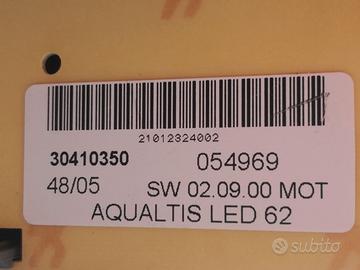 21012324002
30410350 054969
48/05 SW 02.09.00 MOT
AQUALTIS LED 62
subito